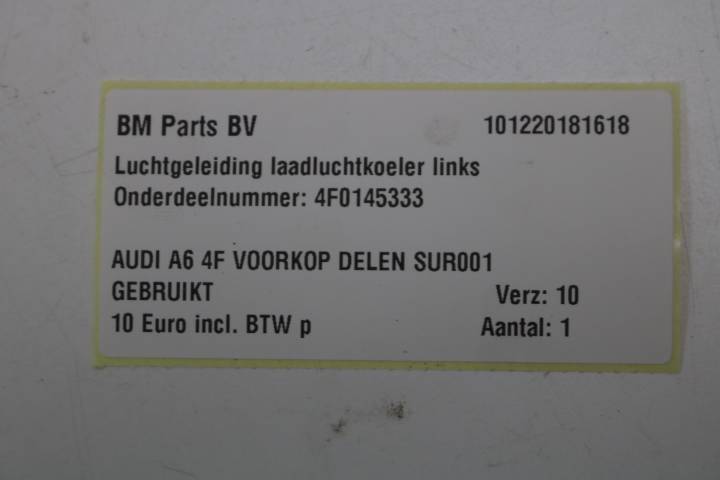 BM Parts BV 101220181618
Luchtgeleiding laadluchtkoeler links
Onderdeelnummer: 4F0145333
AUDI A6 4F VOORKOP DELEN SUR001
GEBRUIKT Verz: 10
10 Euro incl. BTW p Aantal: 1